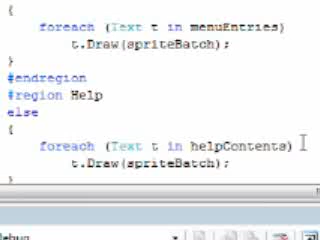 {
foreach (Text t in menuEntries)
t.Draw(spriteBatch);
}
#endregion
#region Help
else
{
foreach (Text t in helpContents)
t.Draw(spriteBatch);
}